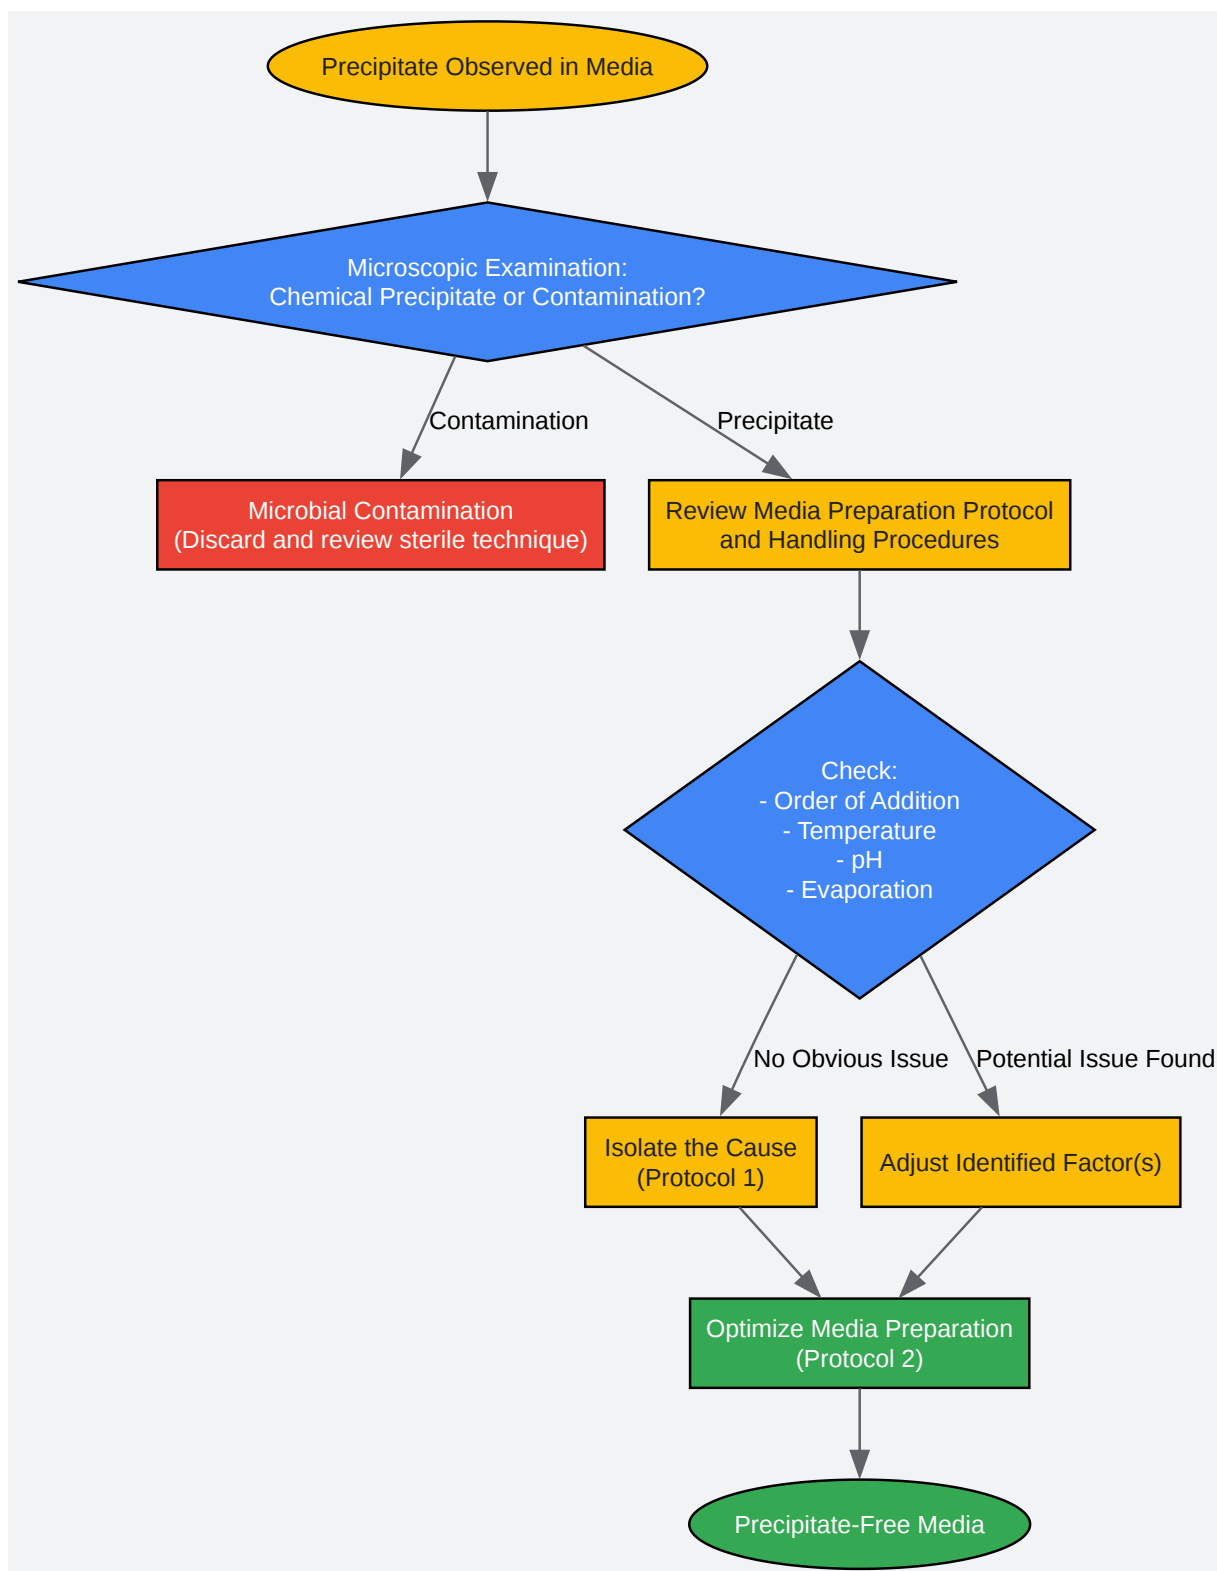 Precipitate Observed in Media
Microscopic Examination:
Chemical Precipitate or Contamination?
Contamination
Precipitate
Microbial Contamination
(Discard and review sterile technique)
Review Media Preparation Protocol
and Handling Procedures
Check:
- Order of Addition
- Temperature
- pH
- Evaporation
No Obvious Issue
Potential Issue Found
Isolate the Cause
(Protocol 1)
Adjust Identified Factor(s)
Optimize Media Preparation
(Protocol 2)
Precipitate-Free Media